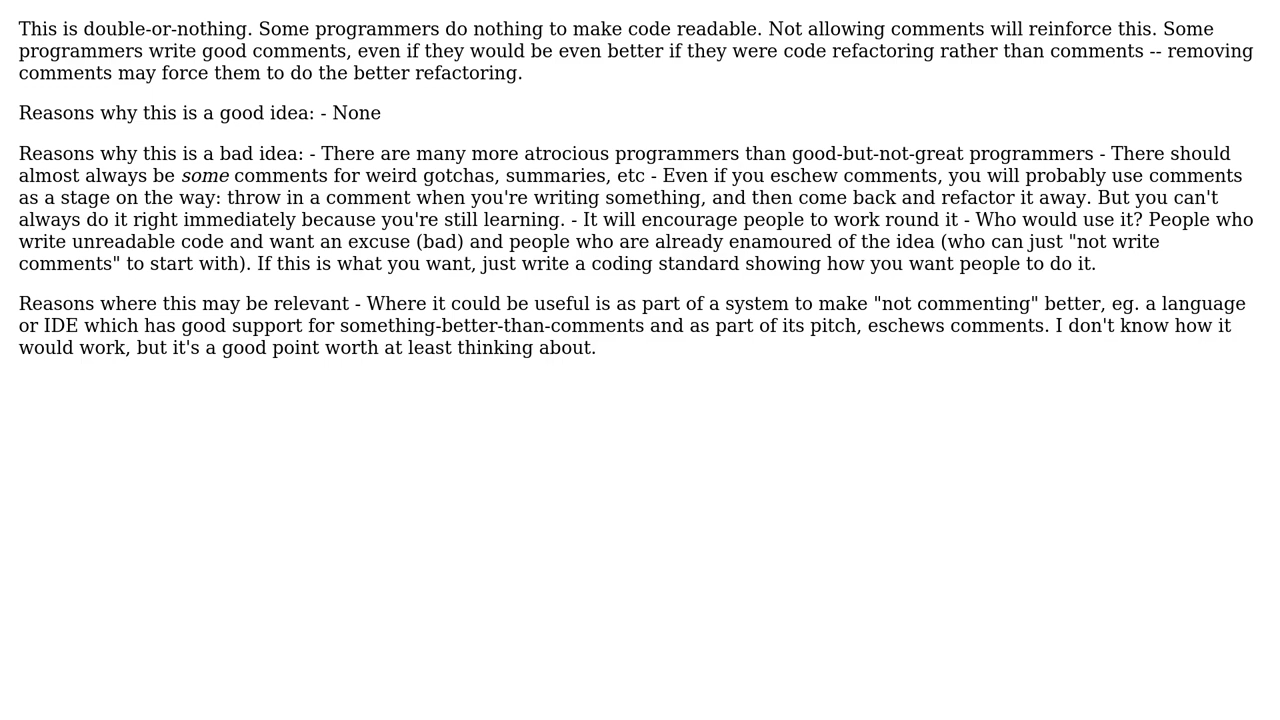 This is double-or-nothing. Some programmers do nothing to make code readable. Not allowing comments will reinforce this. Some
programmers write good comments, even if they would be even better if they were code refactoring rather than comments -- removing
comments may force them to do the better refactoring.
Reasons why this is a good idea: - None
Reasons why this is a bad idea: - There are many more atrocious programmers than good-but-not-great programmers - There should
almost always be some comments for weird gotchas, summaries, etc - Even if you eschew comments, you will probably use comments
as a stage on the way: throw in a comment when you're writing something, and then come back and refactor it away. But you can't
always do it right immediately because you're still learning. - It will encourage people to work round it - Who would use it? People who
write unreadable code and want an excuse (bad) and people who are already enamoured of the idea (who can just "not write
comments" to start with). If this is what you want, just write a coding standard showing how you want people to do it.
Reasons where this may be relevant - Where it could be useful is as part of a system to make "not commenting" better, eg. a language
or IDE which has good support for something-better-than-comments and as part of its pitch, eschews comments. I don't know how it
would work, but it's a good point worth at least thinking about.